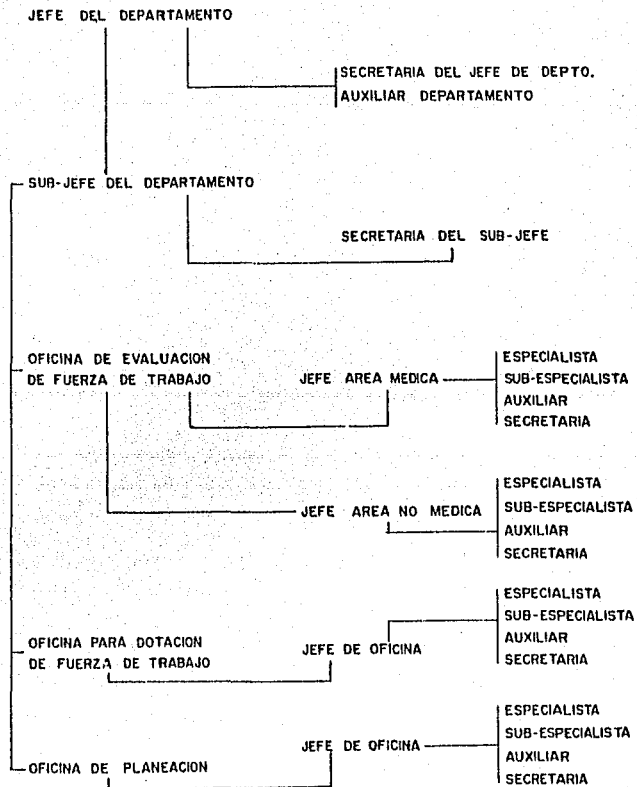 JEFE DEL DEPARTAMENTO
SECRETARIA DEL JEFE DE DEPTO.
AUXILIAR DEPARTAMENTO
SUB-JEFE DEL DEPARTAMENTO
SECRETARIA DEL SUB-JEFE
OFICINA DE EVALUACION
DE FUERZA DE TRABAJO
JEFE AREA MEDICA
ESPECIALISTA
SUB-ESPECIALISTA
AUXILIAR
SECRETARIA
JEFE AREA NO MEDICA
ESPECIALISTA
SUB-ESPECIALISTA
AUXILIAR
SECRETARIA
OFICINA PARA DOTACION
DE FUERZA DE TRABAJO
JEFE DE OFICINA
ESPECIALISTA
SUB-ESPECIALISTA
AUXILIAR
SECRETARIA
OFICINA DE PLANEACION
JEFE DE OFICINA
ESPECIALISTA
SUB-ESPECIALISTA
AUXILIAR
SECRETARIA